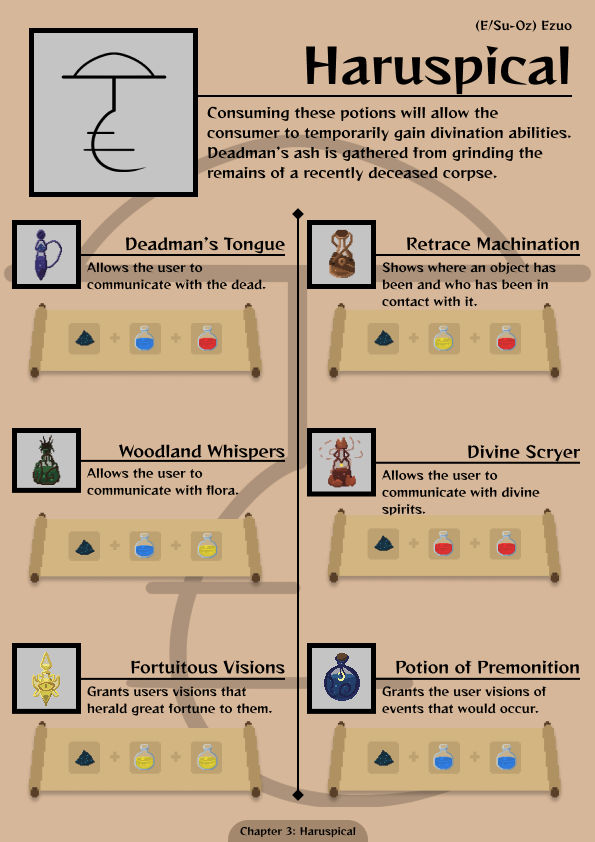 (E/Su-Oz) Ezuo
Haruspical
Consuming these potions will allow the
consumer to temporarily gain divination abilities.
Deadman's ash is gathered from grinding the
remains of a recently deceased corpse.
Deadman's Tongue
Allows the user to
communicate with the dead.
Retrace Machination
Shows where an object has
been and who has been in
contact with it.
Woodland Whispers
Allows the user to
communicate with flora.
Divine Scryer
Allows the user to
communicate with divine
spirits.
Fortuitous Visions
Grants users visions that
herald great fortune to them.
Potion of Premonition
Grants the user visions of
events that would occur.
Chapter 3: Haruspical